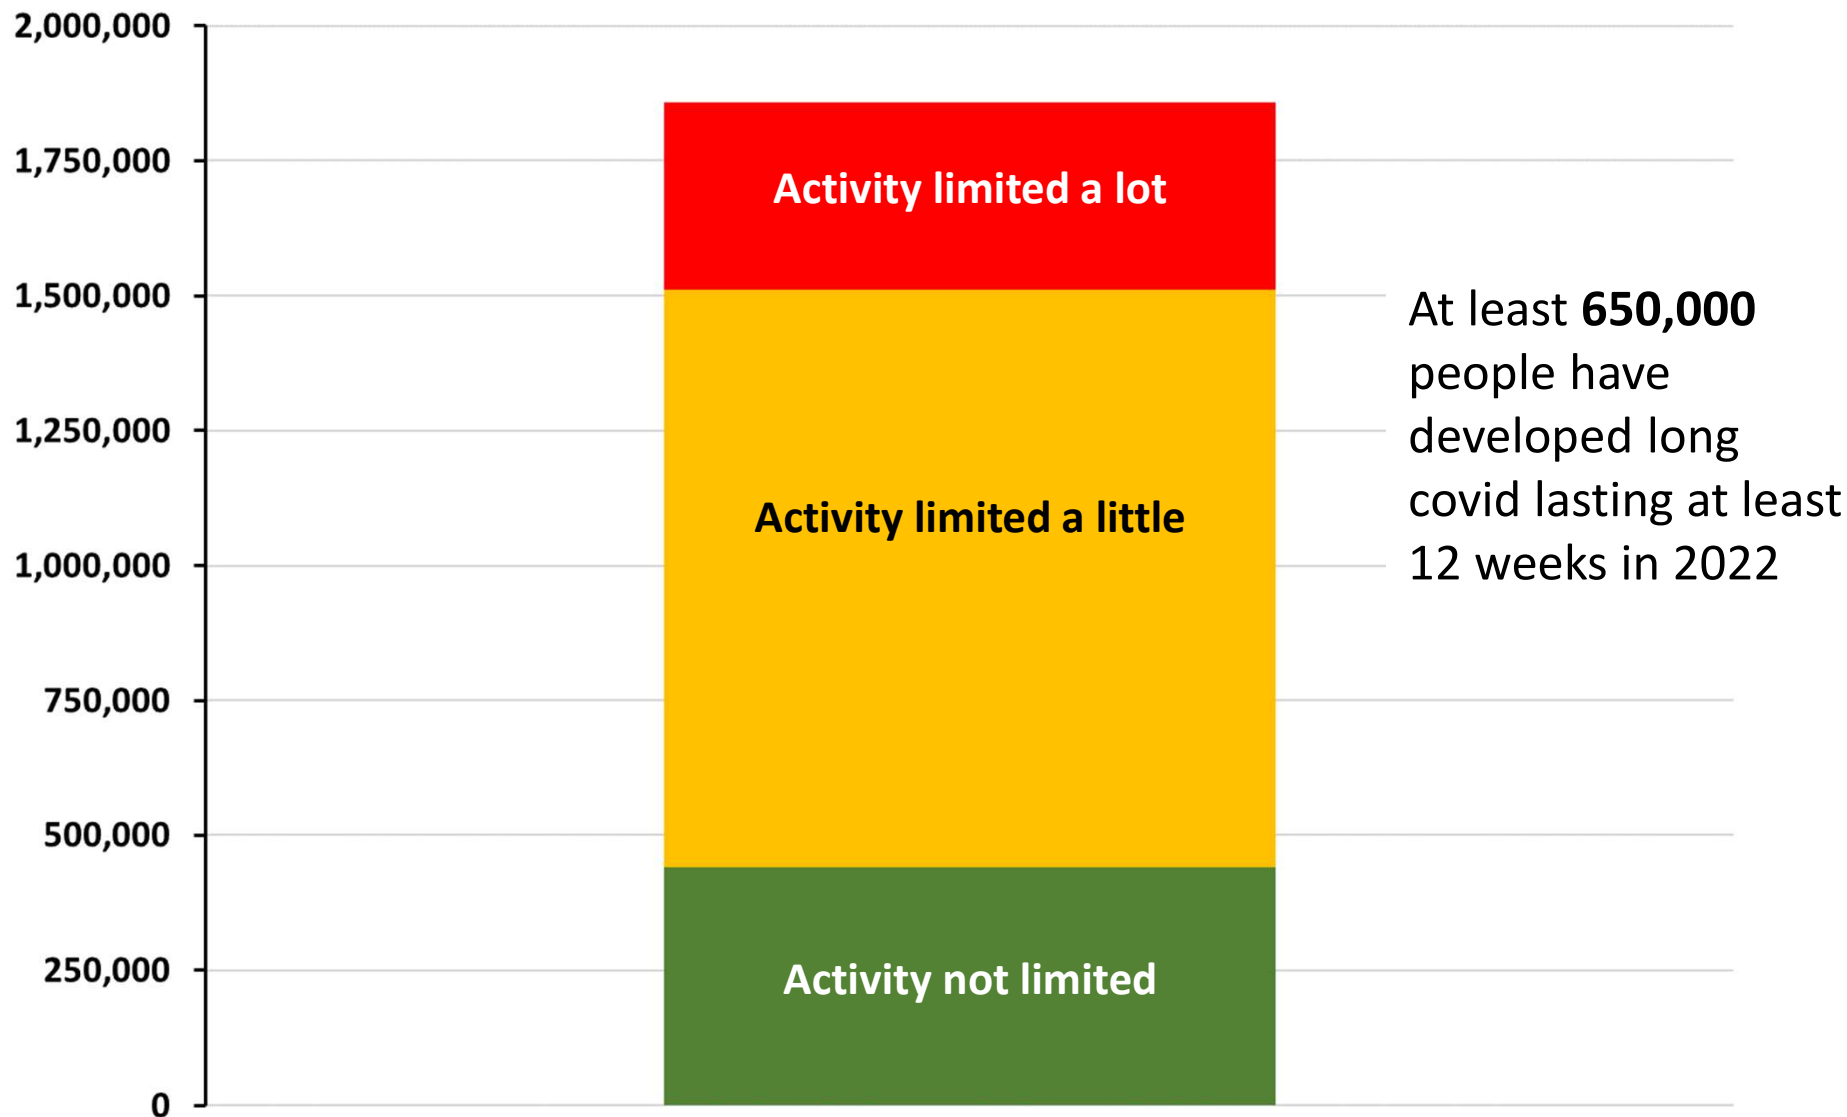 2,000,000
1,750,000
1,500,000
1,250,000
1,000,000
750,000
500,000
250,000
0
Activity limited a lot
Activity limited a little
Activity not limited
At least 650,000
people have
developed long
covid lasting at least
12 weeks in 2022